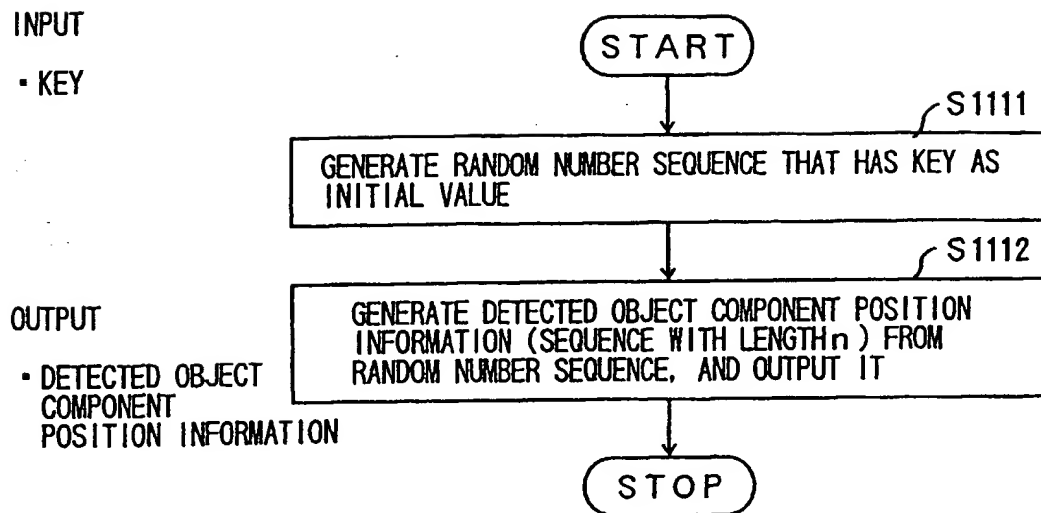 INPUT
▪ KEY
START
S1111
GENERATE RANDOM NUMBER SEQUENCE THAT HAS KEY AS
INITIAL VALUE
S1112
GENERATE DETECTED OBJECT COMPONENT POSITION
INFORMATION (SEQUENCE WITH LENGTH n) FROM
RANDOM NUMBER SEQUENCE, AND OUTPUT IT
OUTPUT
▪ DETECTED OBJECT
COMPONENT
POSITION INFORMATION
STOP